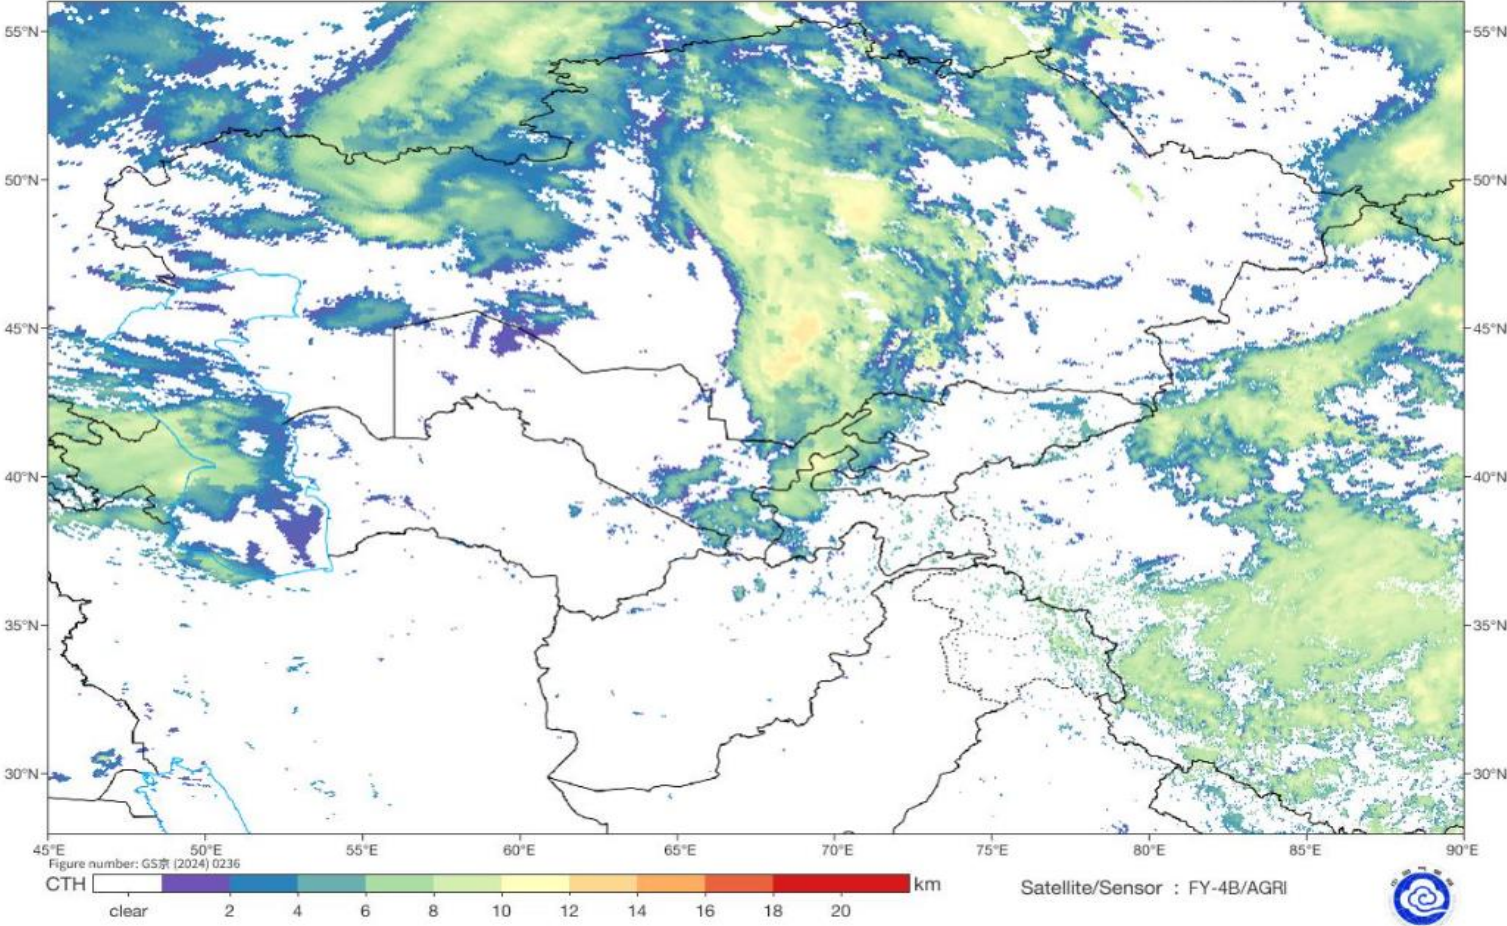 55°N 55°N
50°N 50°N
45°N 45°N
40°N 40°N
35°N 35°N
30°N 30°N
45°E 50°E 55°E 60°E 65°E 70°E 75°E 80°E 85°E 90°E
Figure number: GS京 (2024) 0236
CTH km Satellite/Sensor : FY-4B/AGRI
clear 2 4 6 8 10 12 14 16 18 20